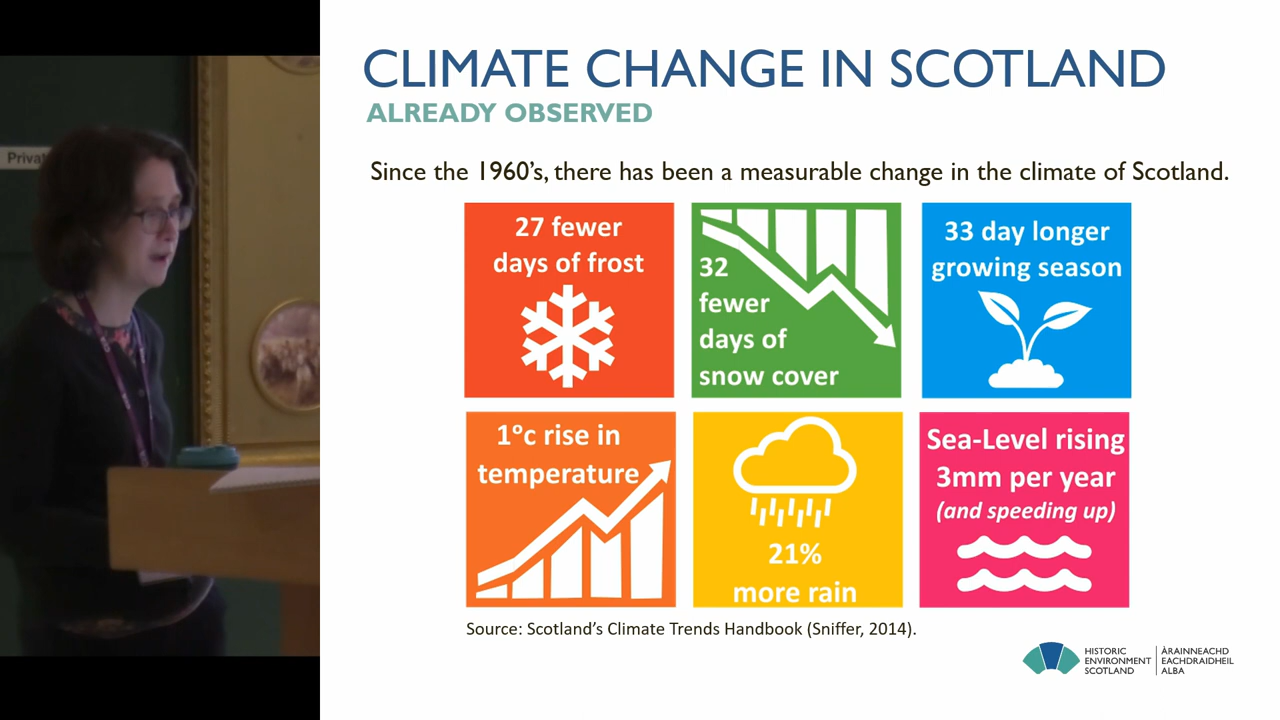 CLIMATE CHANGE IN SCOTLAND
ALREADY OBSERVED
Since the 1960's, there has been a measurable change in the climate of Scotland.
27 fewer
days of frost
32
fewer
days of
snow cover
33 day longer
growing season
1°c rise in
temperature
21%
more rain
Sea-Level rising
3mm per year
(and speeding up)
Source: Scotland's Climate Trends Handbook (Sniffer, 2014).
HISTORIC
ENVIRONMENT
SCOTLAND
ÀRAINNEACHD
EACHDRAIDHEIL
ALBA